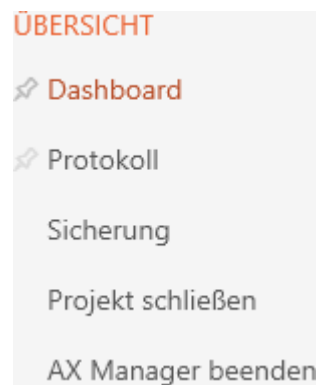 ÜBERSICHT
Dashboard
Protokoll
Sicherung
Projekt schließen
AX Manager beenden